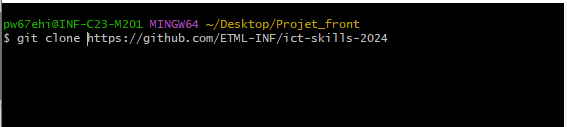 pw67ehi@INF-C23-M201 MINGW64 ~/Desktop/Projet_front
$ git clone https://github.com/ETML-INF/ict-skills-2024